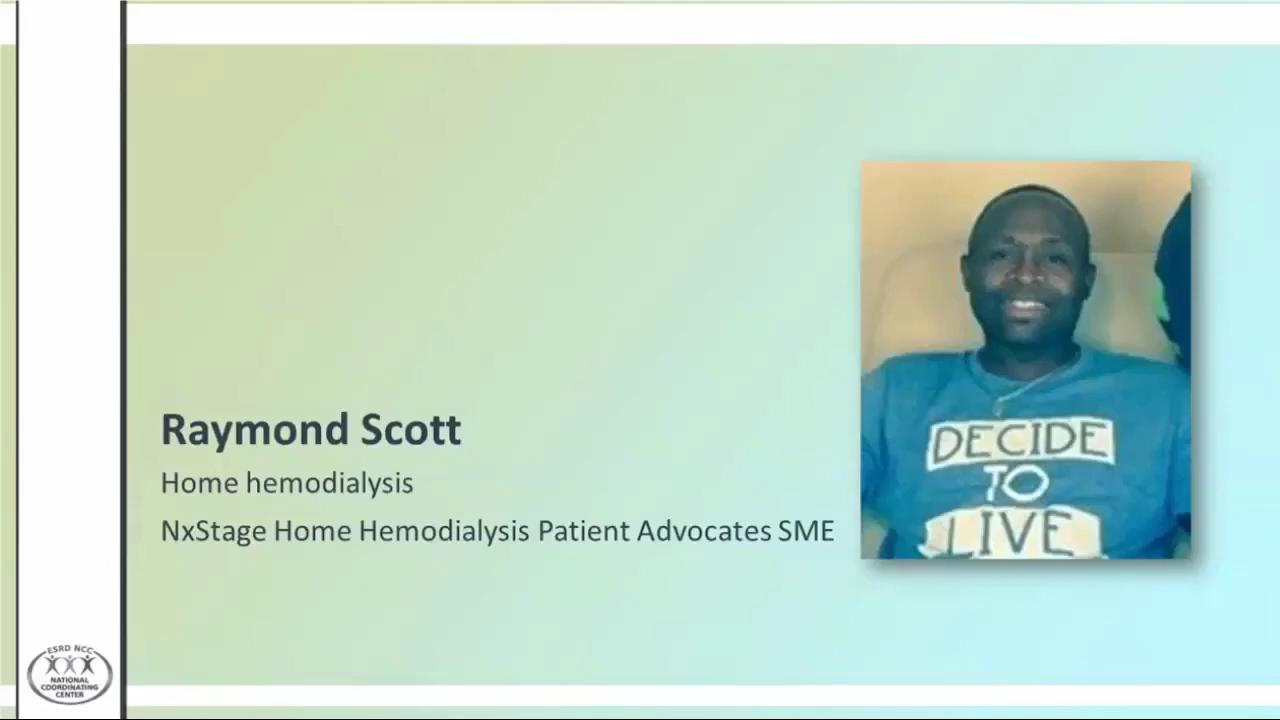 Raymond Scott
Home hemodialysis
NxStage Home Hemodialysis Patient Advocates SME
DECIDE
TO
LIVE
ESRD NCC
NATIONAL
COORDINATING
CENTER